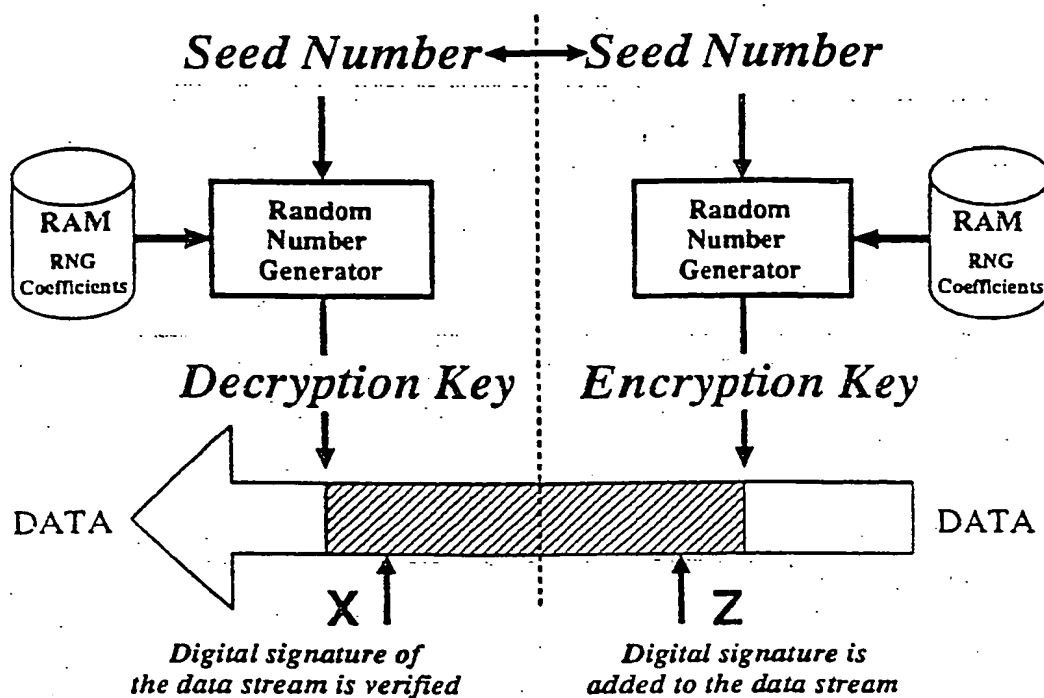 Seed Number
Seed Number
RAM
RNG
Coefficients
Random
Number
Generator
Random
Number
Generator
RAM
RNG
Coefficients
Decryption Key
Encryption Key
DATA
DATA
X
Z
Digital signature of
the data stream is verified
Digital signature is
added to the data stream